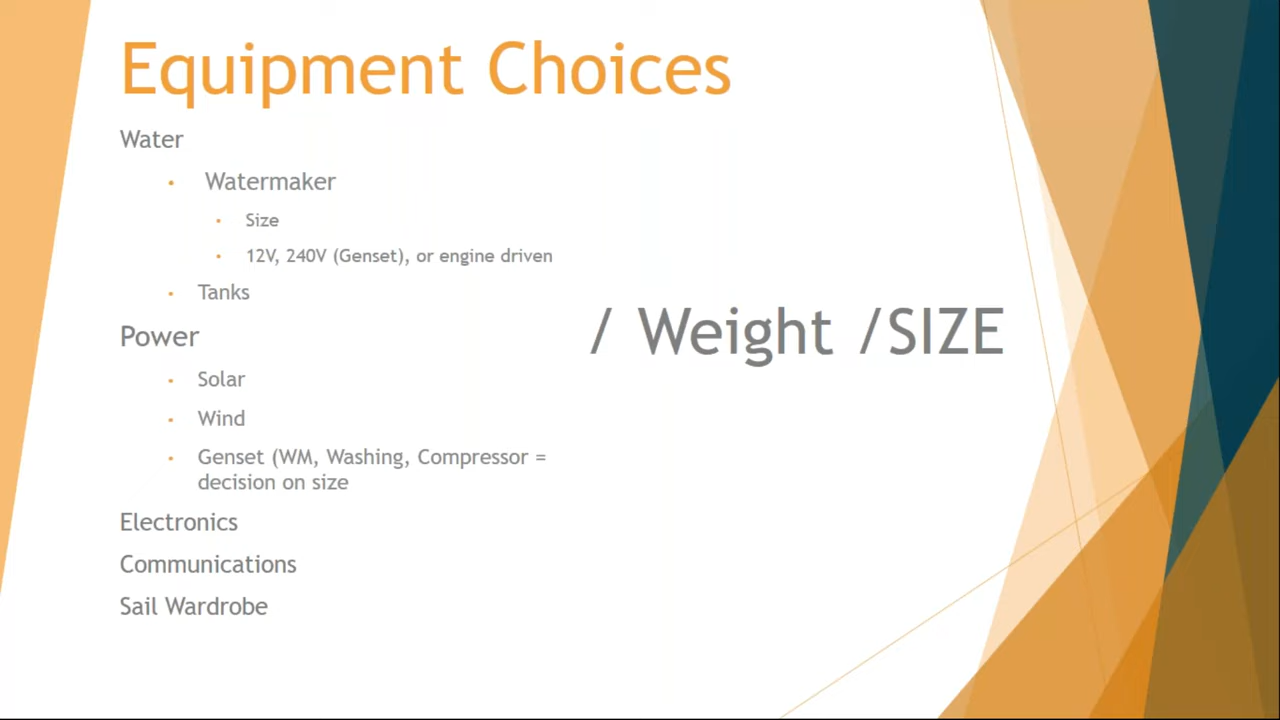 Equipment Choices
Water
• Watermaker
• Size
• 12V, 240V (Genset), or engine driven
• Tanks
Power
• Solar
• Wind
• Genset (WM, Washing, Compressor =
decision on size
Electronics
Communications
Sail Wardrobe
/ Weight /SIZE